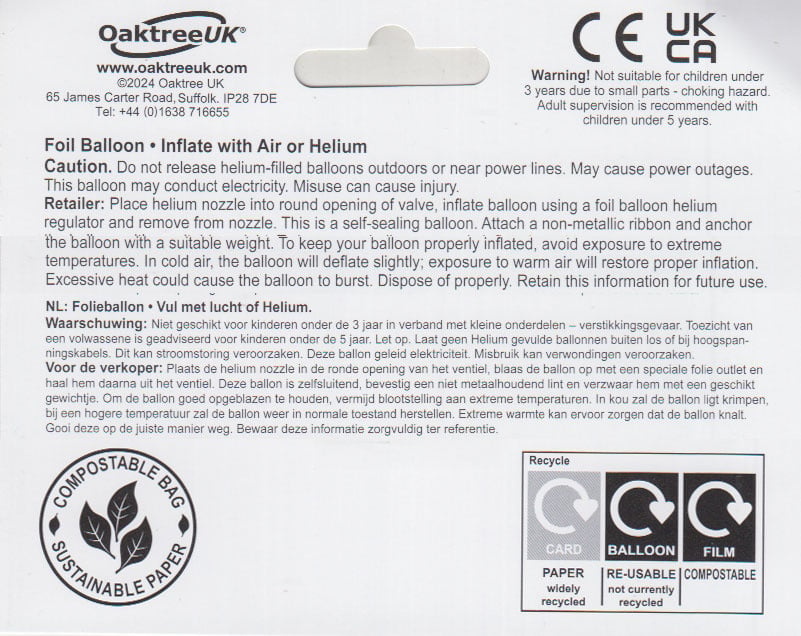 OaktreeUK®
www.oaktreeuk.com
©2024 Oaktree UK
65 James Carter Road, Suffolk. IP28 7DE
Tel: +44 (0)1638 716655
CE UK CA
Warning! Not suitable for children under
3 years due to small parts - choking hazard.
Adult supervision is recommended with
children under 5 years.
Foil Balloon • Inflate with Air or Helium
Caution. Do not release helium-filled balloons outdoors or near power lines. May cause power outages.
This balloon may conduct electricity. Misuse can cause injury.
Retailer: Place helium nozzle into round opening of valve, inflate balloon using a foil balloon helium
regulator and remove from nozzle. This is a self-sealing balloon. Attach a non-metallic ribbon and anchor
the balloon with a suitable weight. To keep your balloon properly inflated, avoid exposure to extreme
temperatures. In cold air, the balloon will deflate slightly; exposure to warm air will restore proper inflation.
Excessive heat could cause the balloon to burst. Dispose of properly. Retain this information for future use.
NL: Folieballon • Vul met lucht of Helium.
Waarschuwing: Niet geschikt voor kinderen onder de 3 jaar in verband met kleine onderdelen – verstikkingsgevaar. Toezicht van
een volwassene is geadviseerd voor kinderen onder de 5 jaar. Let op. Laat geen Helium gevulde ballonnen buiten los of bij hoogspan-
ningskabels. Dit kan stroomstoring veroorzaken. Deze ballon geleid elektriciteit. Misbruik kan verwondingen veroorzaken.
Voor de verkoper: Plaats de helium nozzle in de ronde opening van het ventiel, blaas de ballon op met een speciale folie outlet en
haal hem daarna uit het ventiel. Deze ballon is zelfsluitend, bevestig een niet metaalhoudend lint en verzwaar hem met een geschikt
gewichtje. Om de ballon goed opgeblazen te houden, vermijd blootstelling aan extreme temperaturen. In kou zal de ballon ligt krimpen,
bij een hogere temperatuur zal de ballon weer in normale toestand herstellen. Extreme warmte kan ervoor zorgen dat de ballon knalt.
Gooi deze op de juiste manier weg. Bewaar deze informatie zorgvuldig ter referentie.
COMPOSTABLE BAG
SUSTAINABLE PAPER
Recycle
CARD BALLOON FILM
PAPER RE-USABLE COMPOSTABLE
widely not currently
recycled recycled